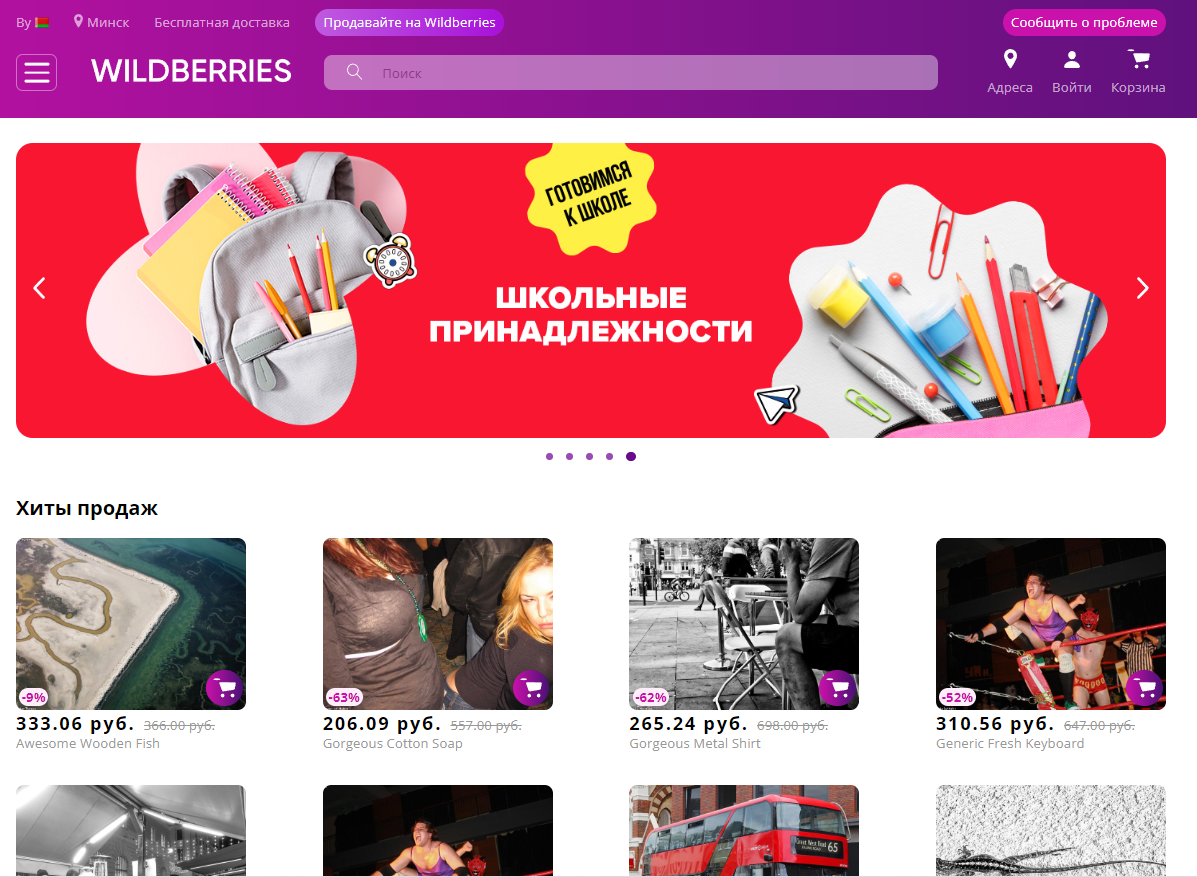 By
Минск
Бесплатная доставка
Продавайте на Wildberries
Сообщить о проблеме
WILDBERRIES
Поиск
Адреса
Войти
Корзина
ГОТОВИМСЯ
К ШКОЛЕ
ШКОЛЬНЫЕ
ПРИНАДЛЕЖНОСТИ
Хиты продаж
-9%
-63%
-62%
-52%
333.06 руб. 366.00 руб.
Awesome Wooden Fish
206.09 руб. 557.00 руб.
Gorgeous Cotton Soap
265.24 руб. 698.00 руб.
Gorgeous Metal Shirt
310.56 руб. 647.00 руб.
Generic Fresh Keyboard
65